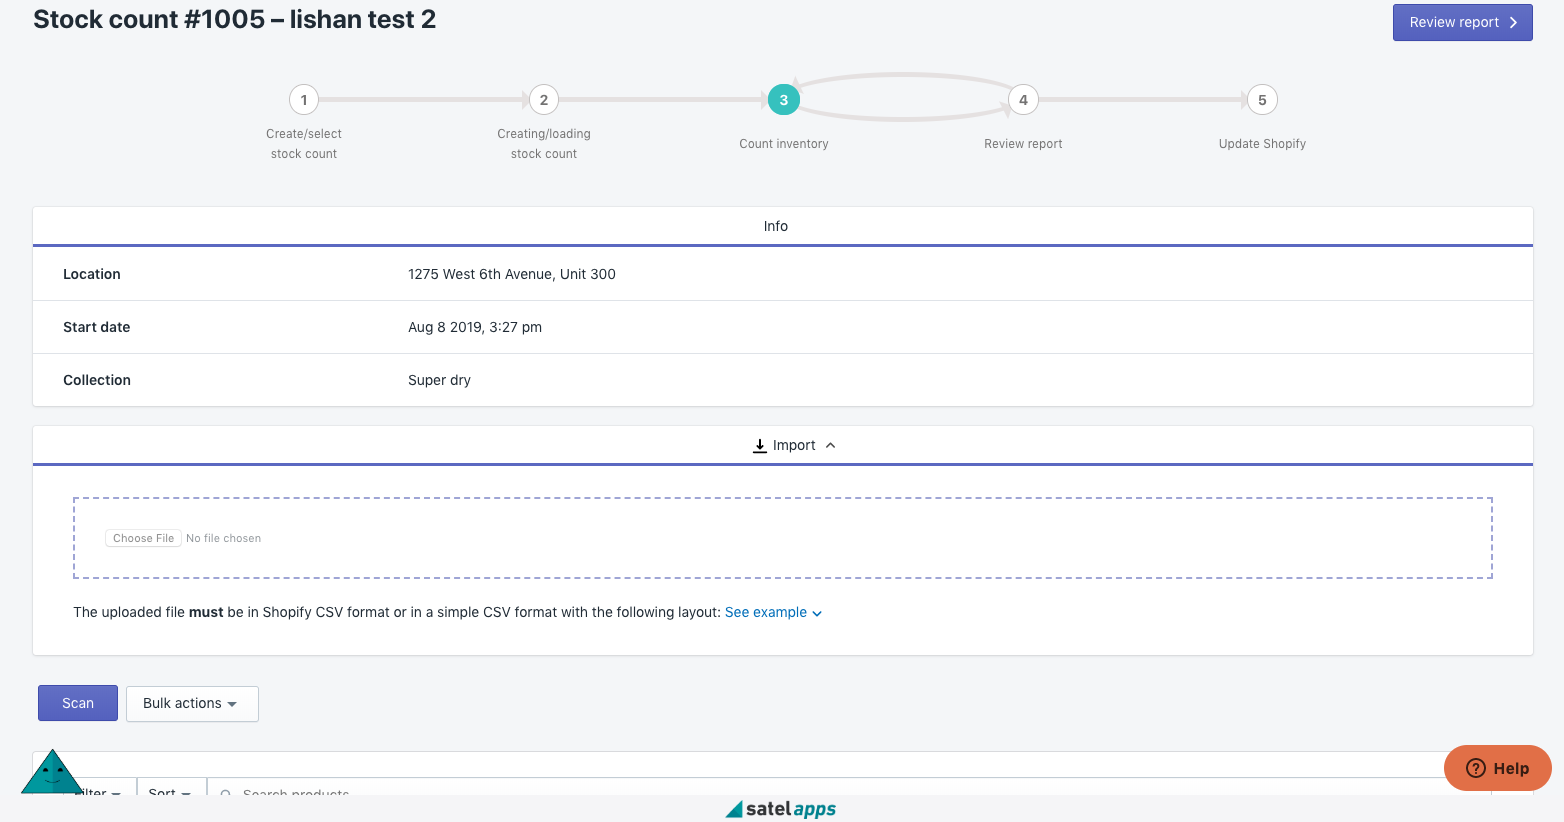 Stock count #1005 – lishan test 2
Review report
1
2
3
4
5
Create/select
stock count
Creating/loading
stock count
Count inventory
Review report
Update Shopify
Info
Location
1275 West 6th Avenue, Unit 300
Start date
Aug 8 2019, 3:27 pm
Collection
Super dry
Import
Choose File No file chosen
The uploaded file must be in Shopify CSV format or in a simple CSV format with the following layout: See example
Scan
Bulk actions
Sort
Search products
Help
satel apps